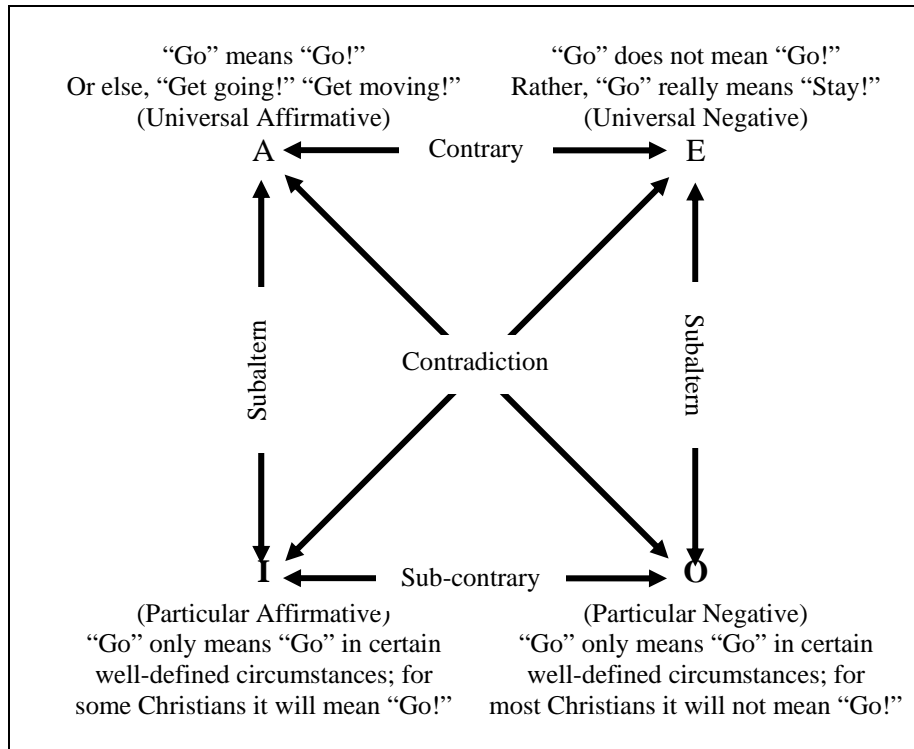 “Go” means “Go!”
Or else, “Get going!” “Get moving!”
(Universal Affirmative)
“Go” does not mean “Go!”
Rather, “Go” really means “Stay!”
(Universal Negative)
A
Contrary
E
Subaltern
Contradiction
Subaltern
I
Sub-contrary
O
(Particular Affirmative)
“Go” only means “Go” in certain
well-defined circumstances; for
some Christians it will mean “Go!”
(Particular Negative)
“Go” only means “Go” in certain
well-defined circumstances; for
most Christians it will not mean “Go!”